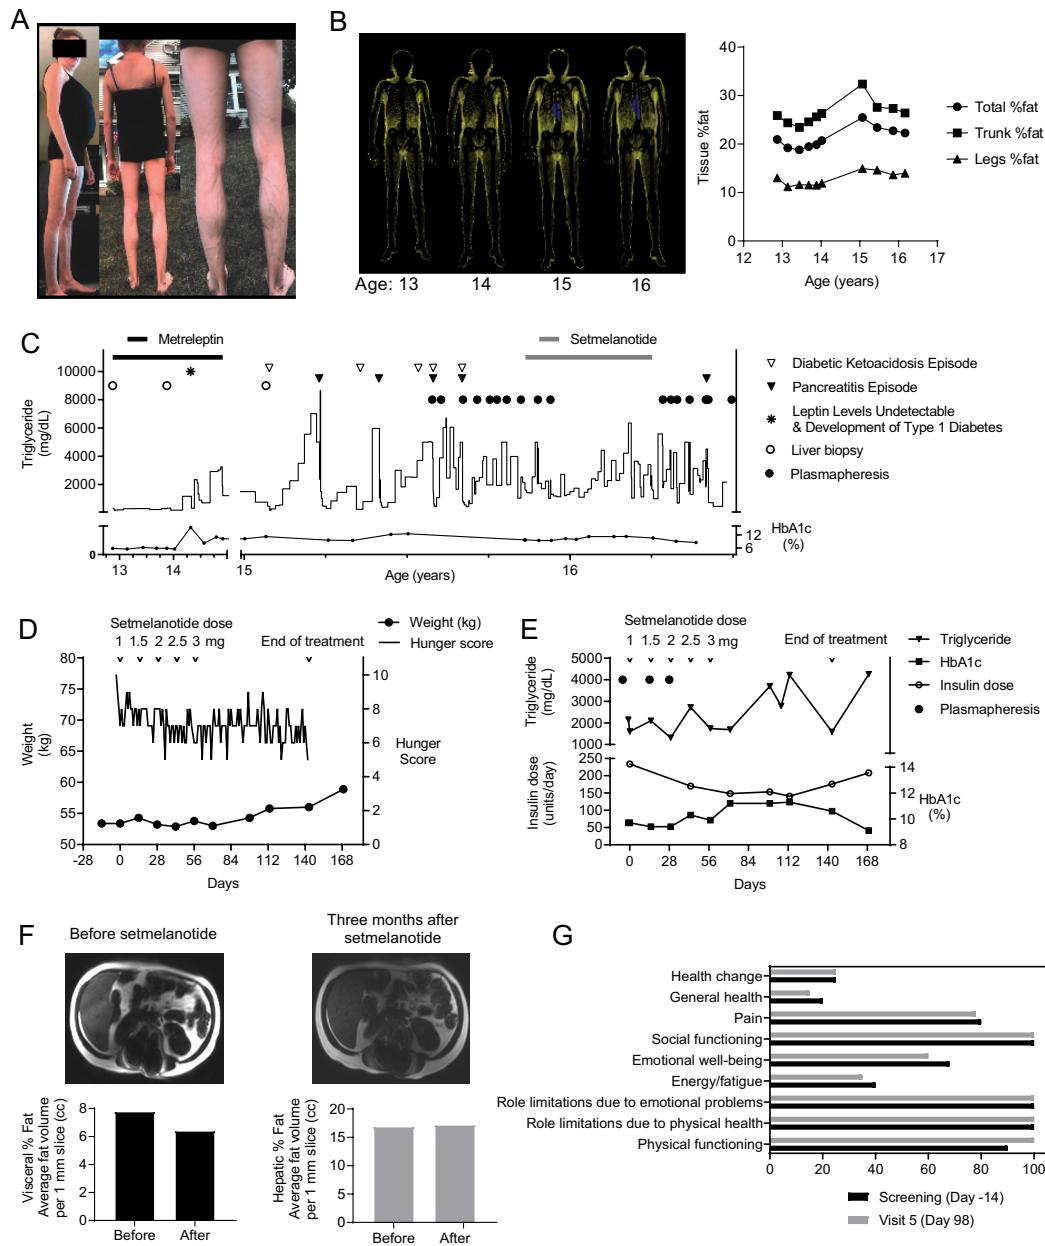 A
B
Age: 13
14
15
16
Tissue %fat
40
30
20
10
0
12
13
14
15
16
17
Age (years)
Total %fat
Trunk %fat
Legs %fat
C
Metreleptin
Setmelanotide
Triglyceride
(mg/dL)
10000
8000
6000
4000
2000
0
12
6
HbA1c
(%)
13
14
15
16
Age (years)
Diabetic Ketoacidosis Episode
Pancreatitis Episode
Leptin Levels Undetectable
& Development of Type 1 Diabetes
Liver biopsy
Plasmapheresis
D
Setmelanotide dose
1 1.5 2 2.5 3 mg
End of treatment
Weight (kg)
Hunger score
Weight
(kg)
80
75
70
65
60
55
50
10
8
6
4
2
0
Hunger
Score
-28 0 28 56 84 112 140 168
Days
E
Setmelanotide dose
1 1.5 2 2.5 3 mg
End of treatment
Triglyceride
HbA1c
Insulin dose
Plasmapheresis
Triglyceride
(mg/dL)
5000
4000
3000
2000
1000
Insulin dose
(units/day)
250
200
150
100
50
0
14
12
10
8
HbA1c
(%)
0 28 56 84 112 140 168
Days
F
Before setmelanotide
Three months after
setmelanotide
Visceral % Fat
Average fat volume
per 1 mm slice (cc)
8
6
4
2
0
Before After
Hepatic % Fat
Average fat volume
per 1 mm slice (cc)
20
15
10
5
0
Before After
G
Health change
General health
Pain
Social functioning
Emotional well-being
Energy/fatigue
Role limitations due to emotional problems
Role limitations due to physical health
Physical functioning
0 20 40 60 80 100
Screening (Day -14)
Visit 5 (Day 98)